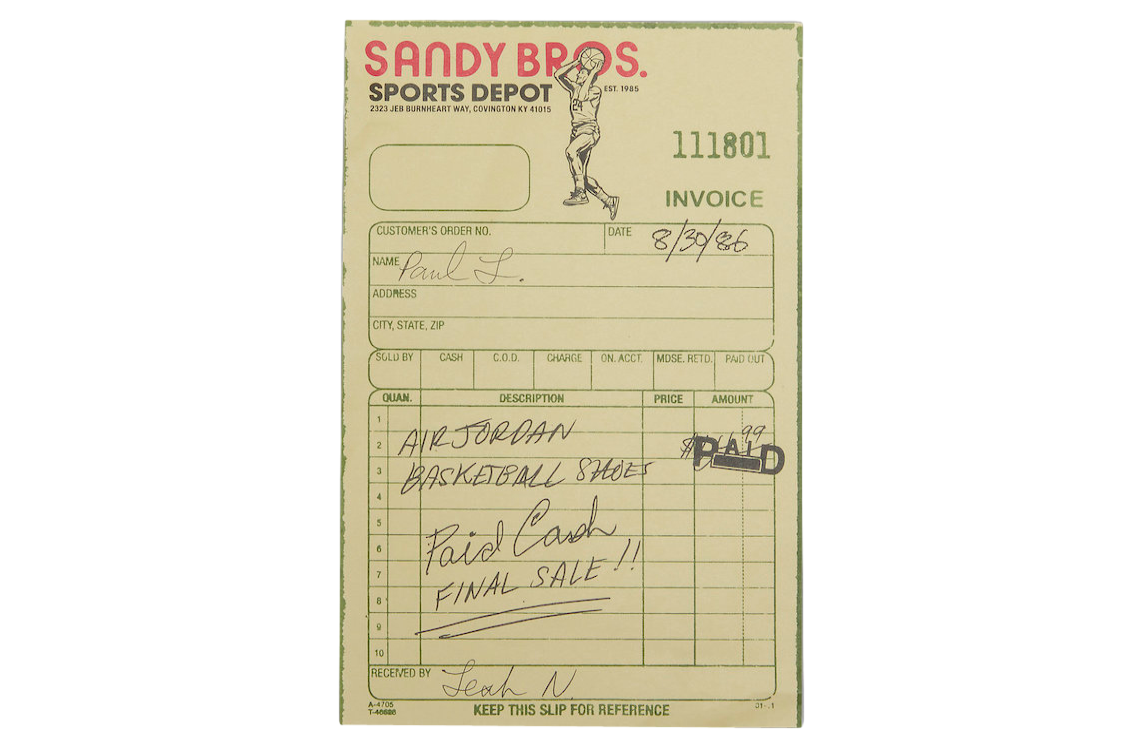 SANDY BROS.
SPORTS DEPOT
EST. 1985
2323 JEB BURNHEART WAY, COVINGTON KY 41015
24
111801
INVOICE
CUSTOMER'S ORDER NO. DATE 8/30/86
NAME Paul L.
ADDRESS
CITY, STATE, ZIP
SOLD BY CASH C.O.D. CHARGE ON. ACCT. MDSE. RETD. PAID OUT
QUAN. DESCRIPTION PRICE AMOUNT
1
2 AIR JORDAN $ 99 PAID
3 BASKETBALL SHOES
4
5
6 Paid Cash
7
8 FINAL SALE!!
9
10
RECEIVED BY Leah N.
A-4705
KEEP THIS SLIP FOR REFERENCE